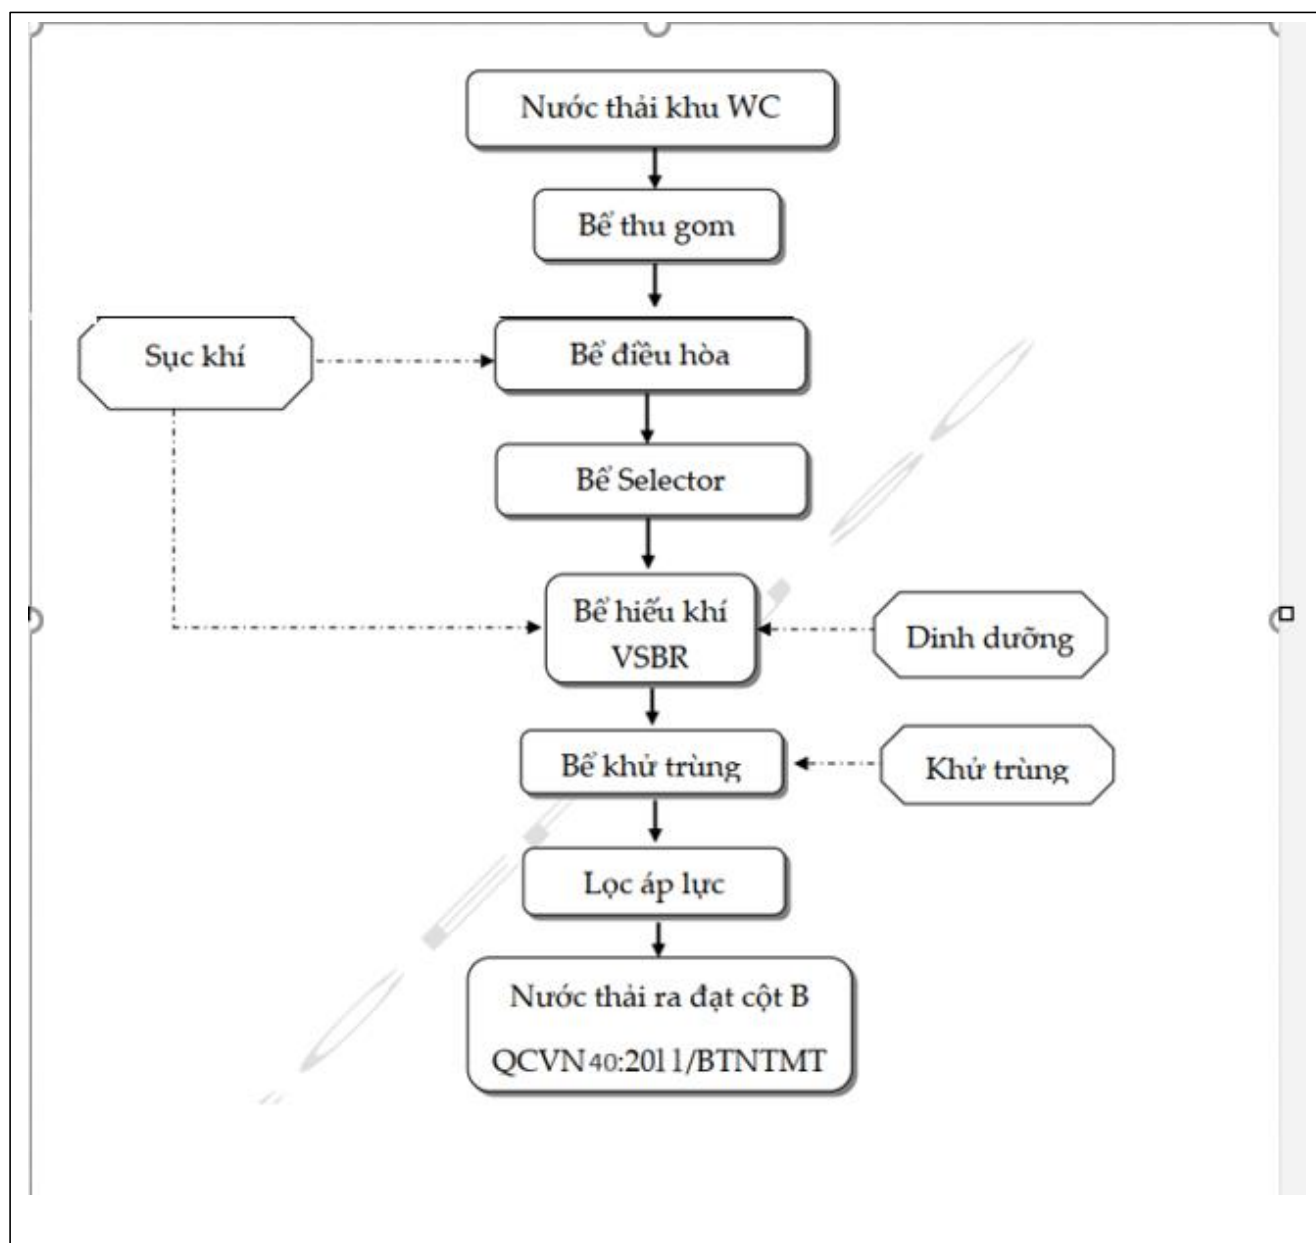 Nước thải khu WC
Bể thu gom
Sục khí
Bể điều hòa
Bể Selector
Bể hiếu khí
VSBR
Dinh dưỡng
Bể khử trùng
Khử trùng
Lọc áp lực
Nước thải ra đạt cột B
QCVN 40:2011/BTNTMT